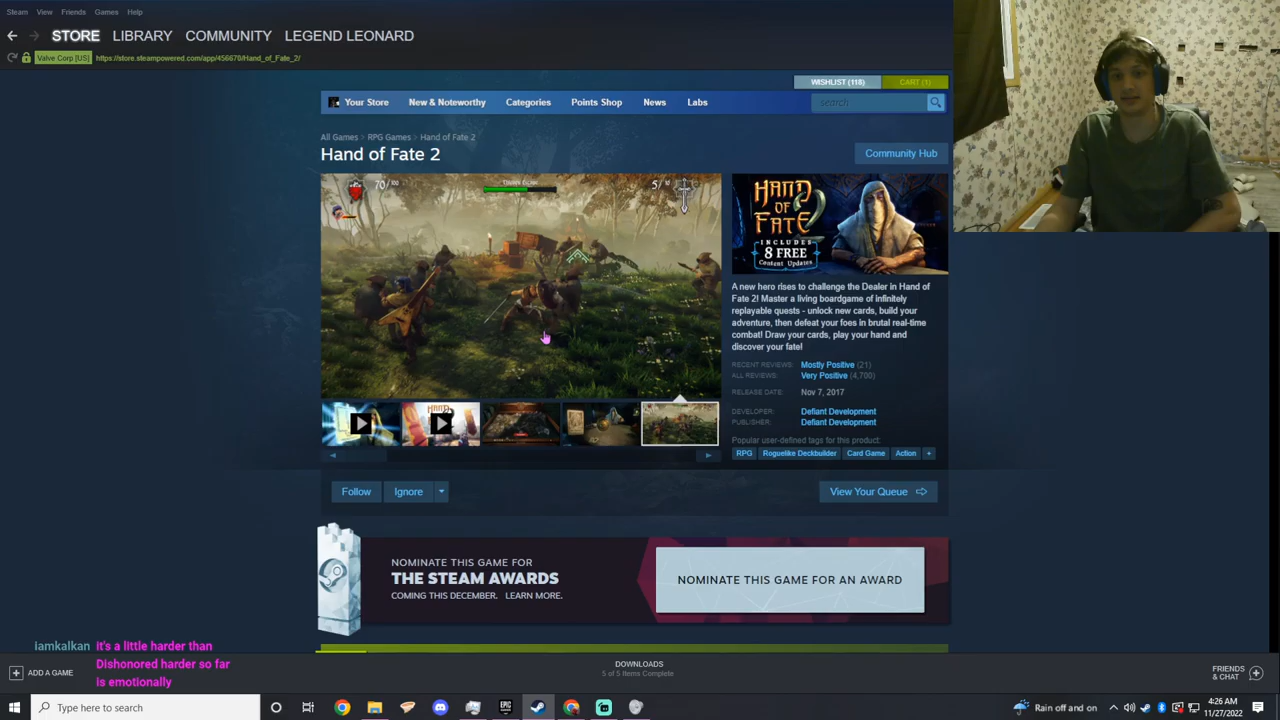 Steam View Friends Games Help
STORE LIBRARY COMMUNITY LEGEND LEONARD
Valve Corp [US] https://store.steampowered.com/app/456670/Hand_of_Fate_2/
WISHLIST (118) CART (1)
Your Store New & Noteworthy Categories Points Shop News Labs search
All Games > RPG Games > Hand of Fate 2
Hand of Fate 2
Community Hub
70/100
5/
HAND OF FATE 2
INCLUDES
8 FREE
Content Updates
A new hero rises to challenge the Dealer in Hand of
Fate 2! Master a living boardgame of infinitely
replayable quests - unlock new cards, build your
adventure, then defeat your foes in brutal real-time
combat! Draw your cards, play your hand and
discover your fate!
RECENT REVIEWS: Mostly Positive (21)
ALL REVIEWS: Very Positive (4,700)
RELEASE DATE: Nov 7, 2017
DEVELOPER: Defiant Development
PUBLISHER: Defiant Development
Popular user-defined tags for this product:
RPG Roguelike Deckbuilder Card Game Action +
Follow Ignore View Your Queue
NOMINATE THIS GAME FOR
THE STEAM AWARDS
COMING THIS DECEMBER. LEARN MORE.
NOMINATE THIS GAME FOR AN AWARD
iamkalkan it's a little harder than
Dishonored harder so far
is emotionally
ADD A GAME
DOWNLOADS
5 of 5 Items Complete
FRIENDS
& CHAT
Type here to search
EPIC
Rain off and on
4:26 AM
11/27/2022